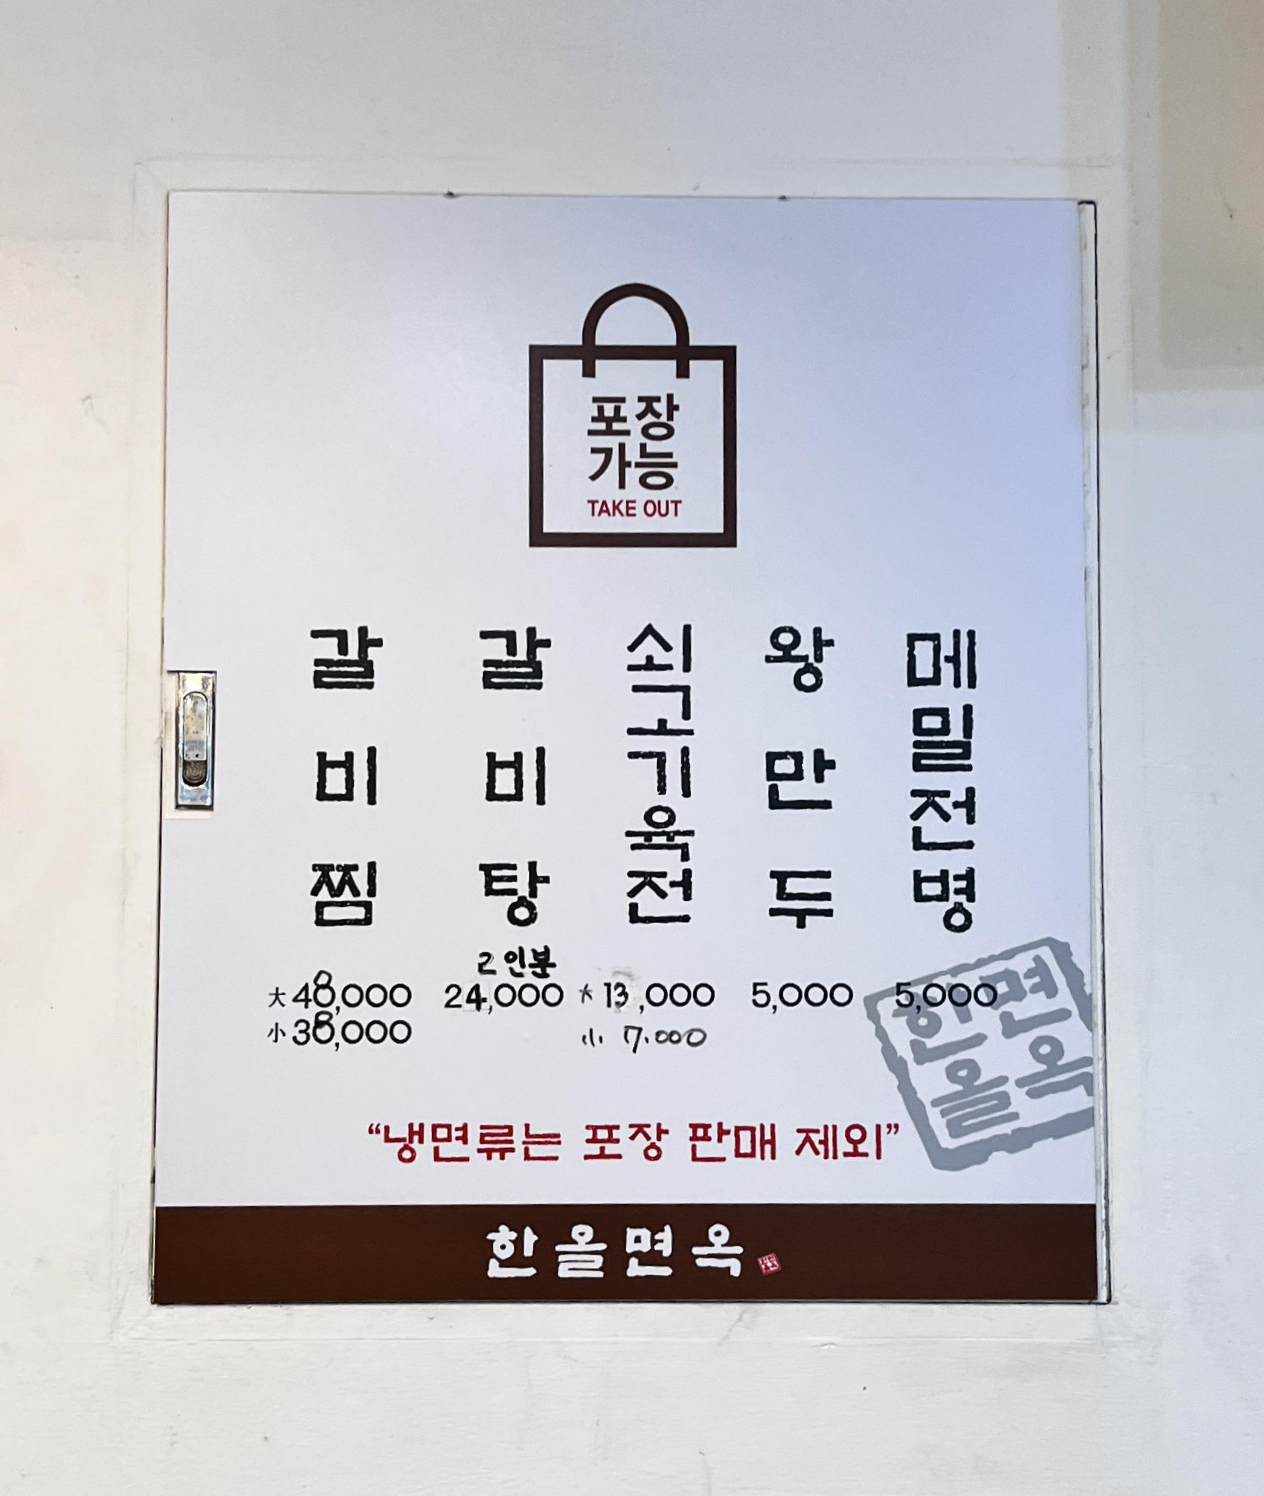 포장
가능
TAKE OUT
갈비찜
갈비탕
쇠고기육전
왕만두
메밀전병
2인분
大 48,000 24,000 大 13,000 5,000 5,000
小 38,000 小 7.000
한면
올옥
“냉면류는 포장 판매 제외”
한올면옥